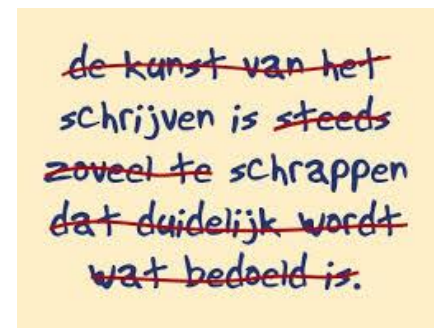 de kunst van het
schrijven is steeds
zoveel te schrappen
dat duidelijk wordt
wat bedoeld is.